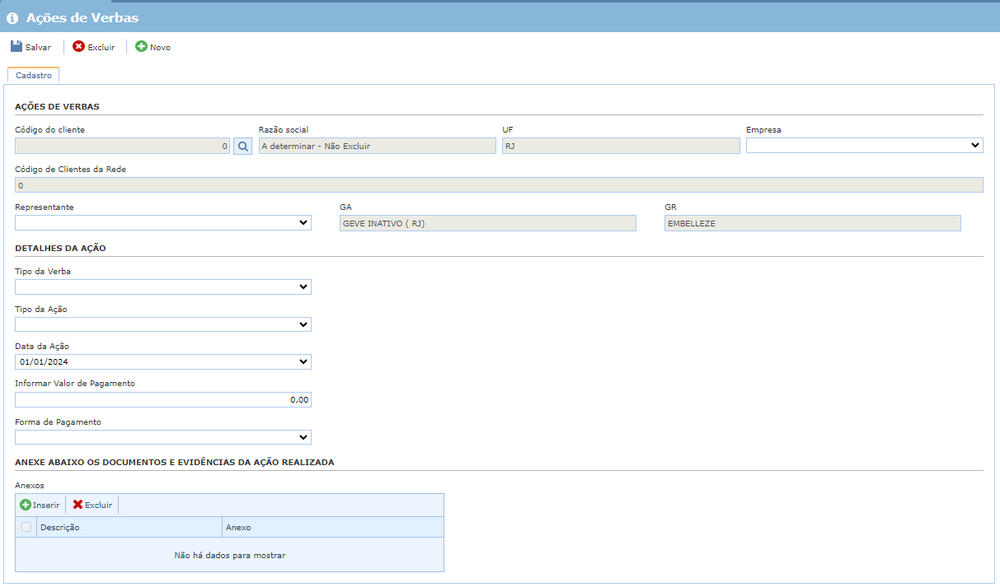 Ações de Verbas
Salvar Excluir Novo
Cadastro
AÇÕES DE VERBAS
Código do cliente Razão social UF Empresa
0 A determinar - Não Excluir RJ
Código de Clientes da Rede
0
Representante GA GR
GEVE INATIVO ( RJ) EMBELLEZE
DETALHES DA AÇÃO
Tipo da Verba
Tipo da Ação
Data da Ação
01/01/2024
Informar Valor de Pagamento
0,00
Forma de Pagamento
ANEXE ABAIXO OS DOCUMENTOS E EVIDÊNCIAS DA AÇÃO REALIZADA
Anexos
Inserir Excluir
Descrição Anexo
Não há dados para mostrar